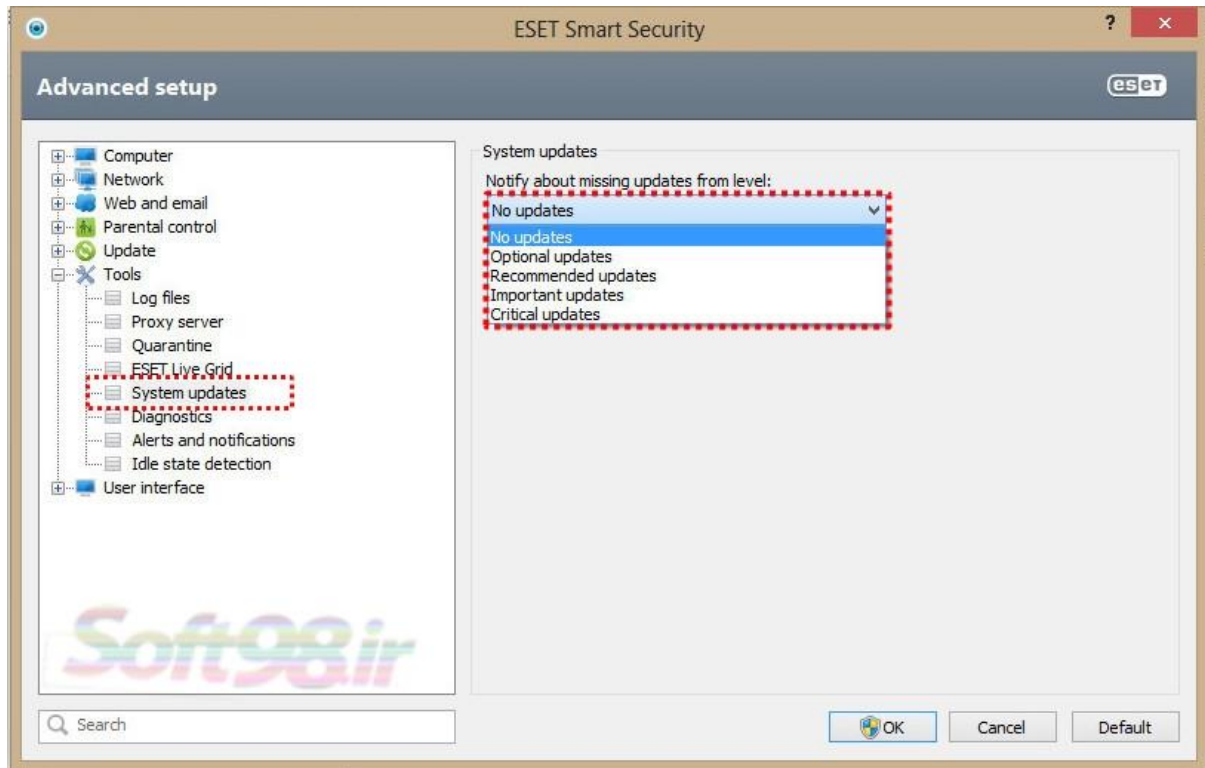 ESET Smart Security
?
Advanced setup
eset
Computer
Network
Web and email
Parental control
Update
Tools
Log files
Proxy server
Quarantine
ESET Live Grid
System updates
Diagnostics
Alerts and notifications
Idle state detection
User interface
System updates
Notify about missing updates from level:
No updates
No updates
Optional updates
Recommended updates
Important updates
Critical updates
Soft98.ir
Search
OK
Cancel
Default